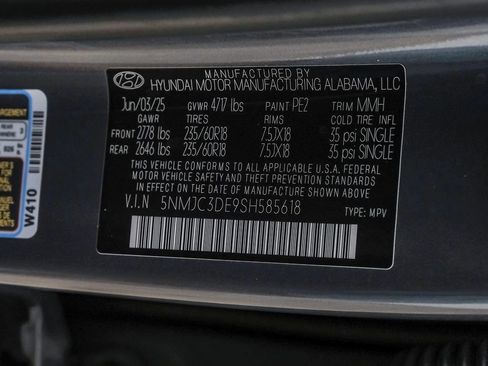 MANUFACTURED BY
HYUNDAI MOTOR MANUFACTURING ALABAMA, LLC
Jun/03/25 GVWR 4717 lbs PAINT PE2 TRIM MMH
GAWR TIRES RIMS COLD TIRE INFL
FRONT 2778 lbs 235/60R18 7.5JX18 35 psi SINGLE
REAR 2646 lbs 235/60R18 7.5JX18 35 psi SINGLE
THIS VEHICLE CONFORMS TO ALL APPLICABLE U.S.A. FEDERAL
MOTOR VEHICLE SAFETY AND THEFT PREVENTION STANDARDS
IN EFFECT ON THE DATE OF MANUFACTURE SHOWN ABOVE.
V.I.N 5NMJC3DE9SH585618 TYPE: MPV
REAR
W410